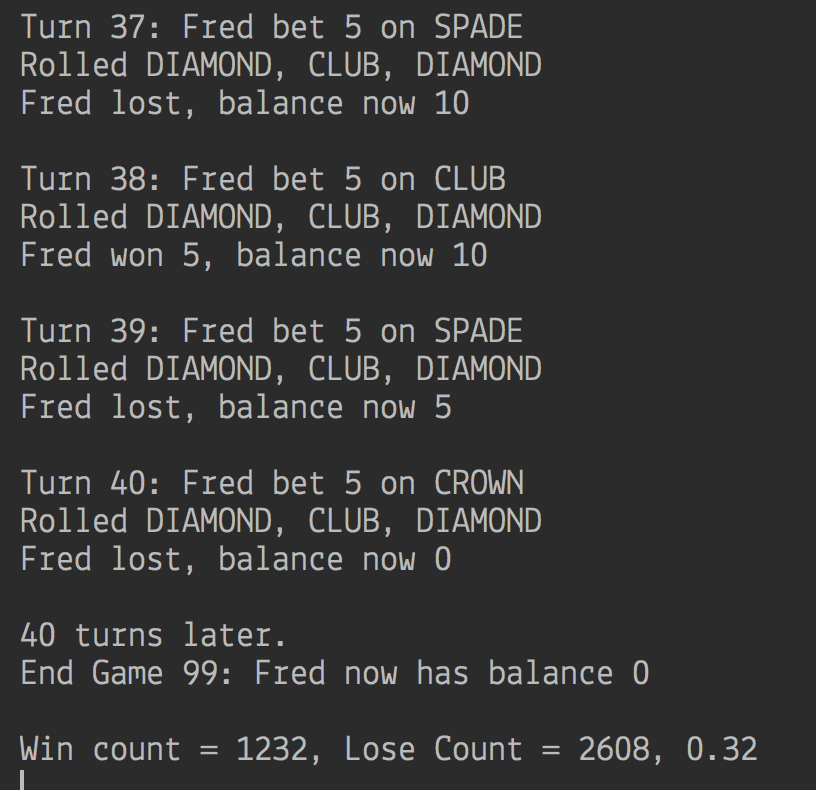 Turn 37: Fred bet 5 on SPADE
Rolled DIAMOND, CLUB, DIAMOND
Fred lost, balance now 10
Turn 38: Fred bet 5 on CLUB
Rolled DIAMOND, CLUB, DIAMOND
Fred won 5, balance now 10
Turn 39: Fred bet 5 on SPADE
Rolled DIAMOND, CLUB, DIAMOND
Fred lost, balance now 5
Turn 40: Fred bet 5 on CROWN
Rolled DIAMOND, CLUB, DIAMOND
Fred lost, balance now 0
40 turns later.
End Game 99: Fred now has balance 0
Win count = 1232, Lose Count = 2608, 0.32